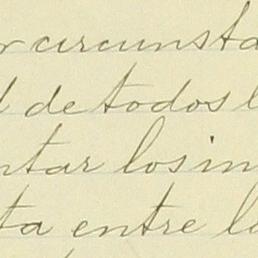 r circunsta
l de todos l
ntar los in
ta entre l